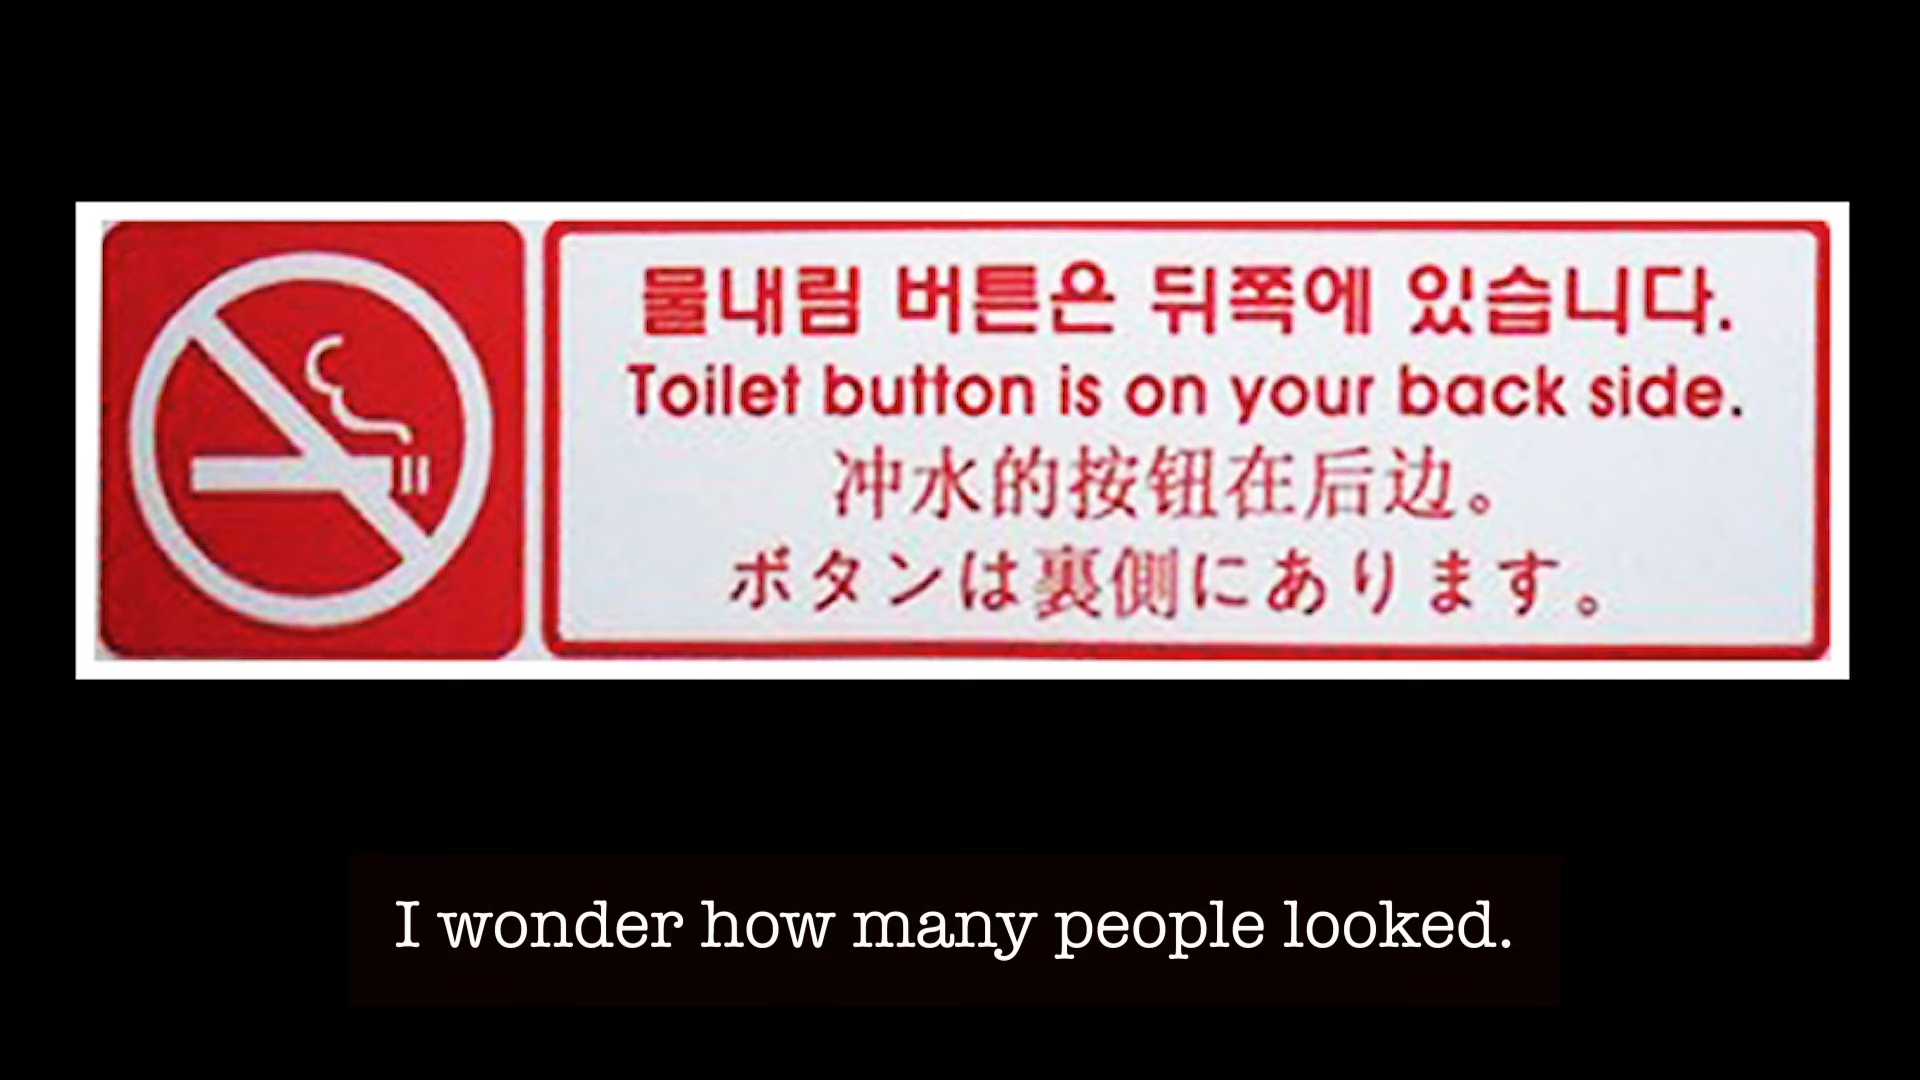 물내림 버튼은 뒤쪽에 있습니다.
Toilet button is on your back side.
冲水的按钮在后边。
ボタンは裏側にあります。
I wonder how many people looked.